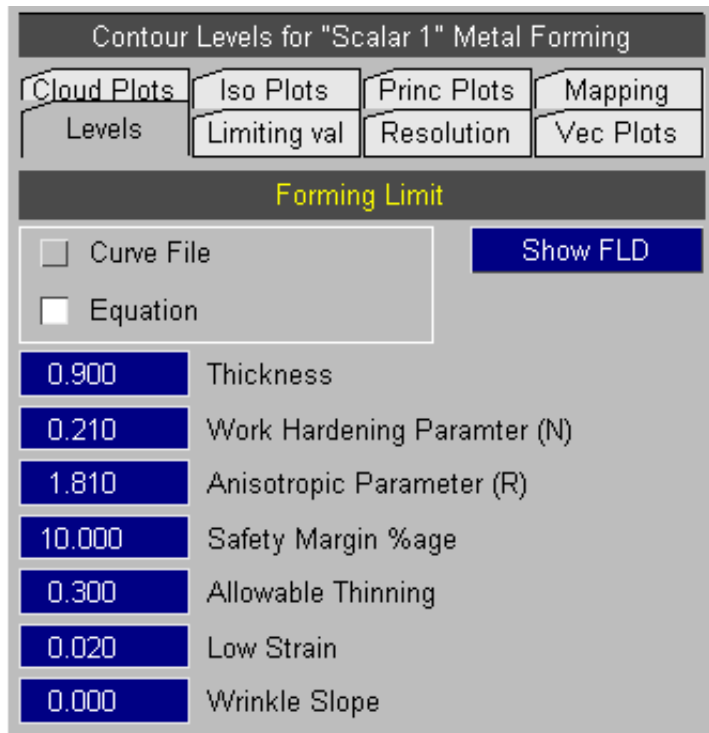 Contour Levels for "Scalar 1" Metal Forming
Cloud Plots Iso Plots Princ Plots Mapping
Levels Limiting val Resolution Vec Plots
Forming Limit
Curve File Show FLD
Equation
0.900 Thickness
0.210 Work Hardening Paramter (N)
1.810 Anisotropic Parameter (R)
10.000 Safety Margin %age
0.300 Allowable Thinning
0.020 Low Strain
0.000 Wrinkle Slope